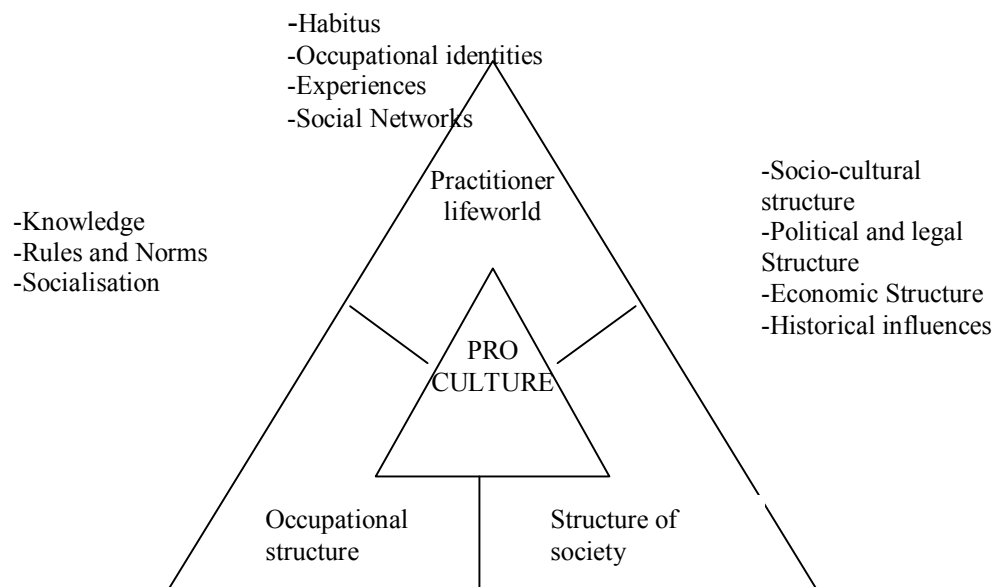 -Habitus
-Occupational identities
-Experiences
-Social Networks
Practitioner
lifeworld
-Knowledge
-Rules and Norms
-Socialisation
-Socio-cultural
structure
-Political and legal
Structure
-Economic Structure
-Historical influences
PRO
CULTURE
Occupational
structure
Structure of
society